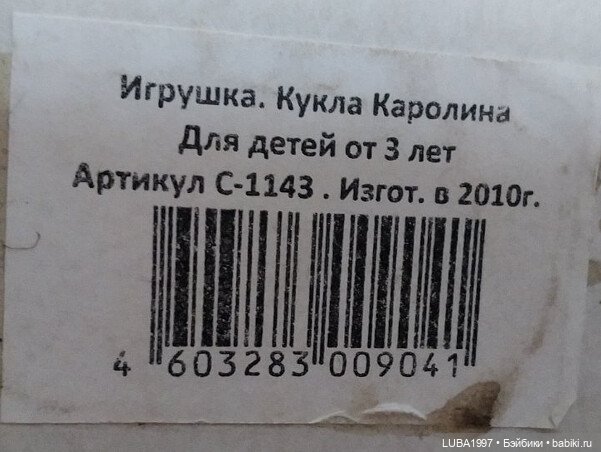 Игрушка. Кукла Каролина
Для детей от 3 лет
Артикул С-1143 . Изгот. в 2010г.
4 603283 009041
LUBA1997 • Бэйбики • babiki.ru